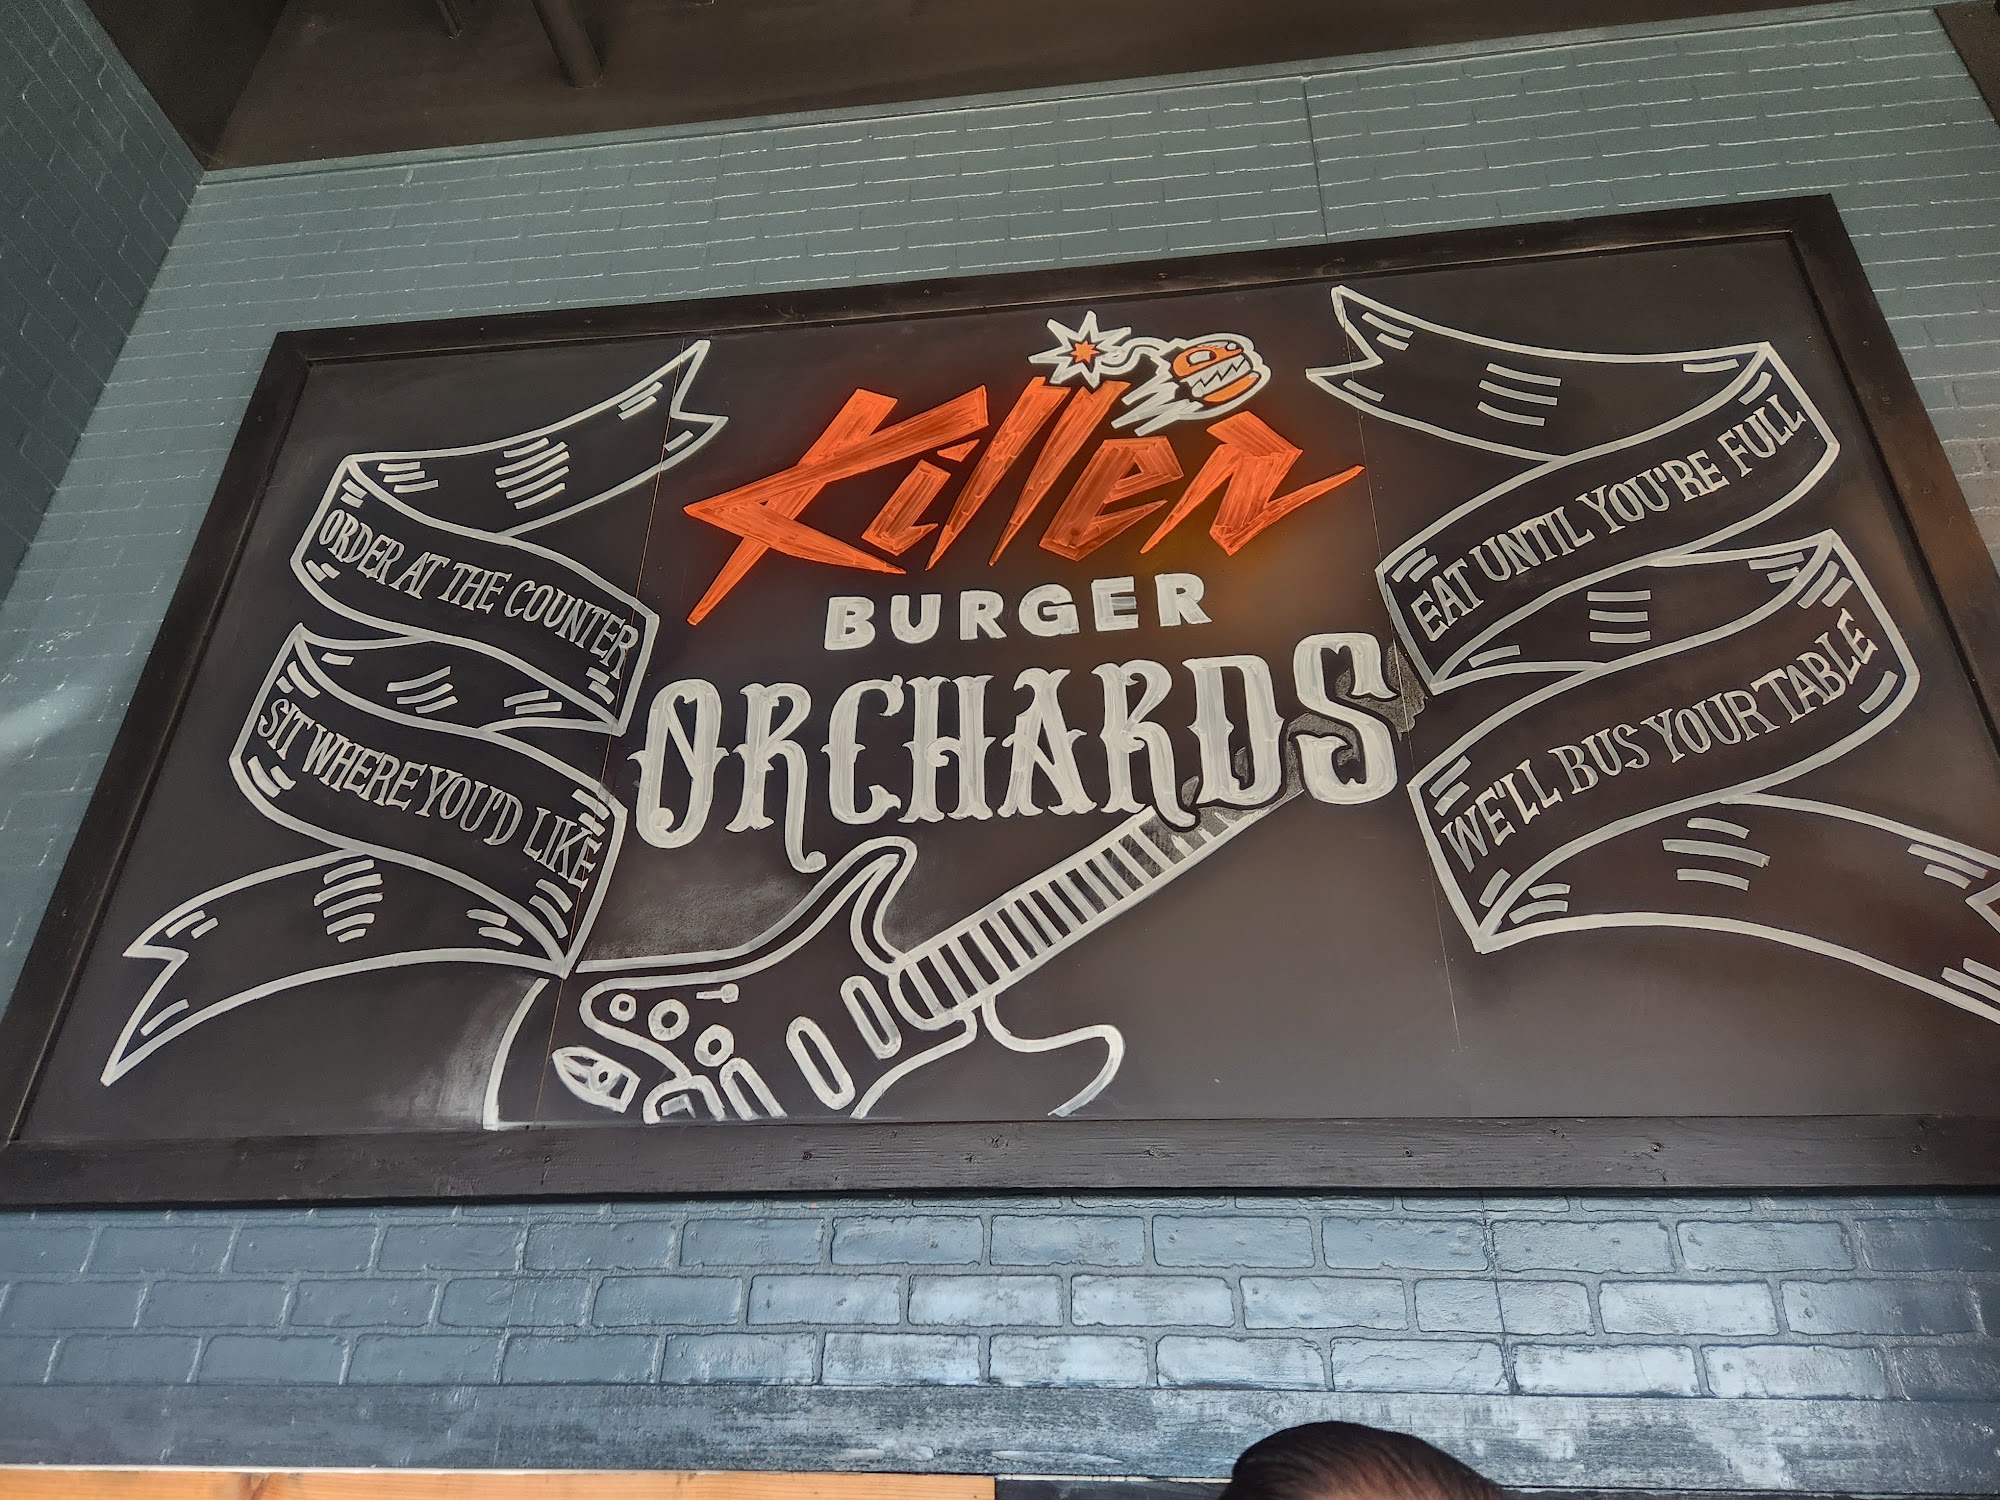 Killer
BURGER
ORCHARDS
ORDER AT THE COUNTER
SIT WHERE YOU'D LIKE
EAT UNTIL YOU'RE FULL
WE'LL BUS YOUR TABLE